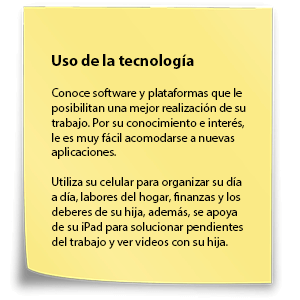 Uso de la tecnología
Conoce software y plataformas que le
posibilitan una mejor realización de su
trabajo. Por su conocimiento e interés,
le es muy fácil acomodarse a nuevas
aplicaciones.
Utiliza su celular para organizar su día
a día, labores del hogar, finanzas y los
deberes de su hija, además, se apoya
de su iPad para solucionar pendientes
del trabajo y ver videos con su hija.